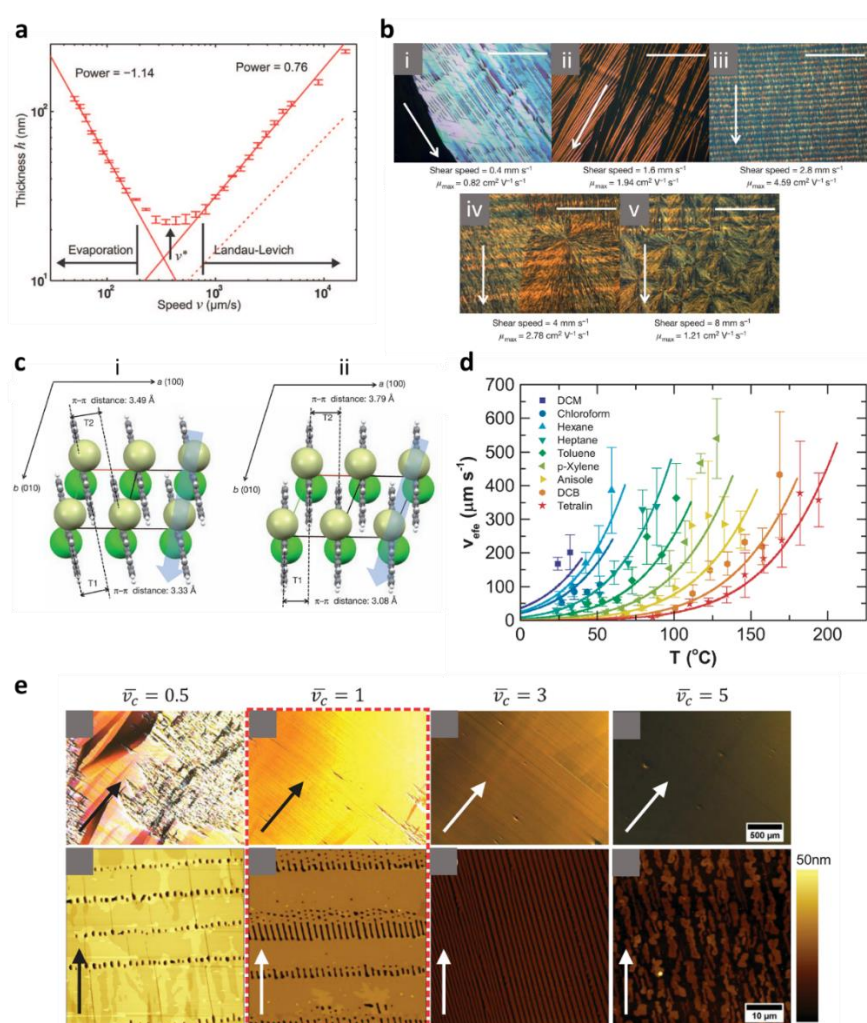 a
Power = −1.14
Power = 0.76
Thickness h (nm)
10²
10¹
Evaporation
v*
Landau-Levich
10²
10³
10⁴
Speed v (µm/s)
b
i
ii
iii
Shear speed = 0.4 mm s⁻¹
µmax = 0.82 cm² V⁻¹ s⁻¹
Shear speed = 1.6 mm s⁻¹
µmax = 1.94 cm² V⁻¹ s⁻¹
Shear speed = 2.8 mm s⁻¹
µmax = 4.59 cm² V⁻¹ s⁻¹
iv
v
Shear speed = 4 mm s⁻¹
µmax = 2.78 cm² V⁻¹ s⁻¹
Shear speed = 8 mm s⁻¹
µmax = 1.21 cm² V⁻¹ s⁻¹
c
i
a (100)
π–π distance: 3.49 Å
T2
b (010)
T1
π–π distance: 3.33 Å
ii
a (100)
π–π distance: 3.79 Å
T2
b (010)
T1
π–π distance: 3.08 Å
d
700
600
500
400
300
200
100
0
vefe (µm s⁻¹)
DCM
Chloroform
Hexane
Heptane
Toluene
p-Xylene
Anisole
DCB
Tetralin
0
50
100
150
200
T (°C)
e
v̅c = 0.5
v̅c = 1
v̅c = 3
v̅c = 5
500 µm
50nm
10 µm